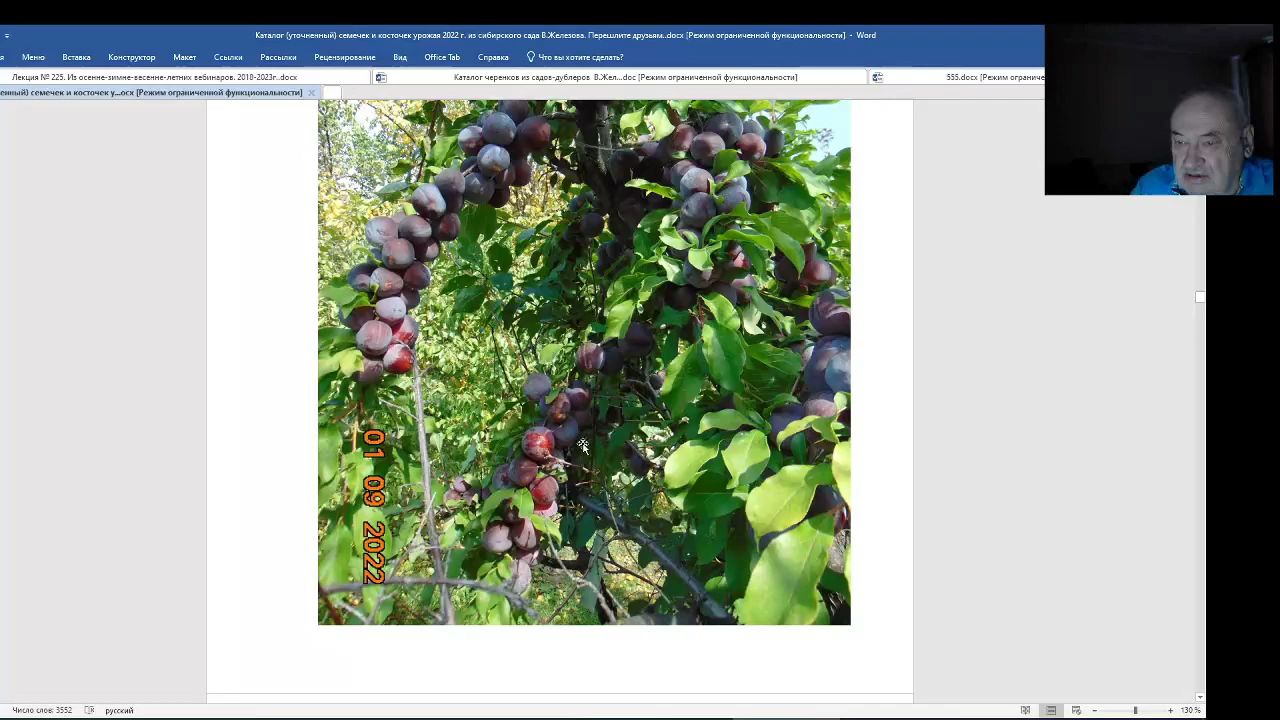 Каталог (уточненный) семечек и косточек урожая 2022 г. из сибирского сада В.Железова. Перешлите друзьям..docx [Режим ограниченной функциональности] - Word
Меню Вставка Конструктор Макет Ссылки Рассылки Рецензирование Вид Office Tab Справка Что вы хотите сделать?
Лекция № 225. Из осенне-зимне-весенне-летних вебинаров. 2018-2023г..docx
Каталог черенков из садов-дублеров В.Жел...doc [Режим ограниченной функциональности]
555.docx [Режим ограниче
енный) семечек и косточек у...docx [Режим ограниченной функциональности]
01 09 2022
Число слов: 3552 русский 130 %